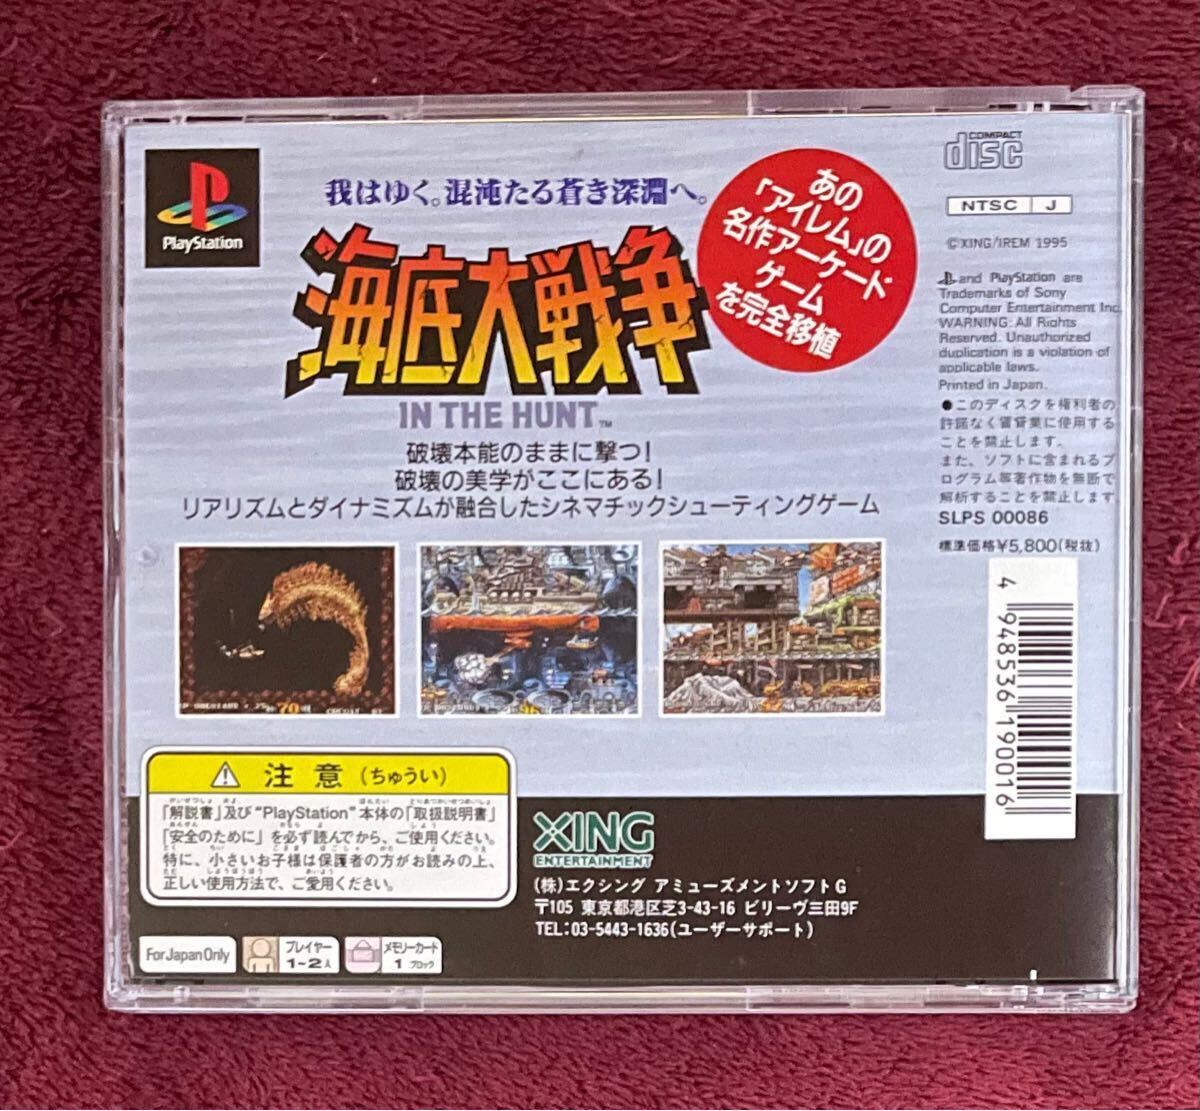 PlayStation
我はゆく。混沌たる蒼き深淵へ。
海底大戦争
IN THE HUNT™
あの
「アイレム」の
名作アーケード
ゲーム
を完全移植
破壊本能のままに撃つ!
破壊の美学がここにある!
リアリズムとダイナミズムが融合したシネマチックシューティングゲーム
COMPACT
disc
NTSC J
©XING/IREM 1995
and PlayStation are
Trademarks of Sony
Computer Entertainment Inc.
WARNING: All Rights
Reserved. Unauthorized
duplication is a violation of
applicable laws.
Printed in Japan.
●このディスクを権利者の
許諾なく賃貸業に使用する
ことを禁止します。
また、ソフトに含まれるプ
ログラム等著作物を無断で
解析することを禁止します
SLPS 00086
標準価格¥5,800(税抜)
4 948536 190016
70
96
注意(ちゅうい)
「解説書」及び“PlayStation”本体の「取扱説明書」
「安全のために」を必ず読んでから、ご使用ください。
特に、小さいお子様は保護者の方がお読みの上、
正しい使用方法で、ご愛用ください。
For Japan Only
プレイヤー
1~2人
メモリーカード
1 ブロック
XING
ENTERTAINMENT
(株)エクシング アミューズメントソフトG
〒105 東京都港区芝3-43-16 ビリーヴ三田9F
TEL:03-5443-1636(ユーザーサポート)